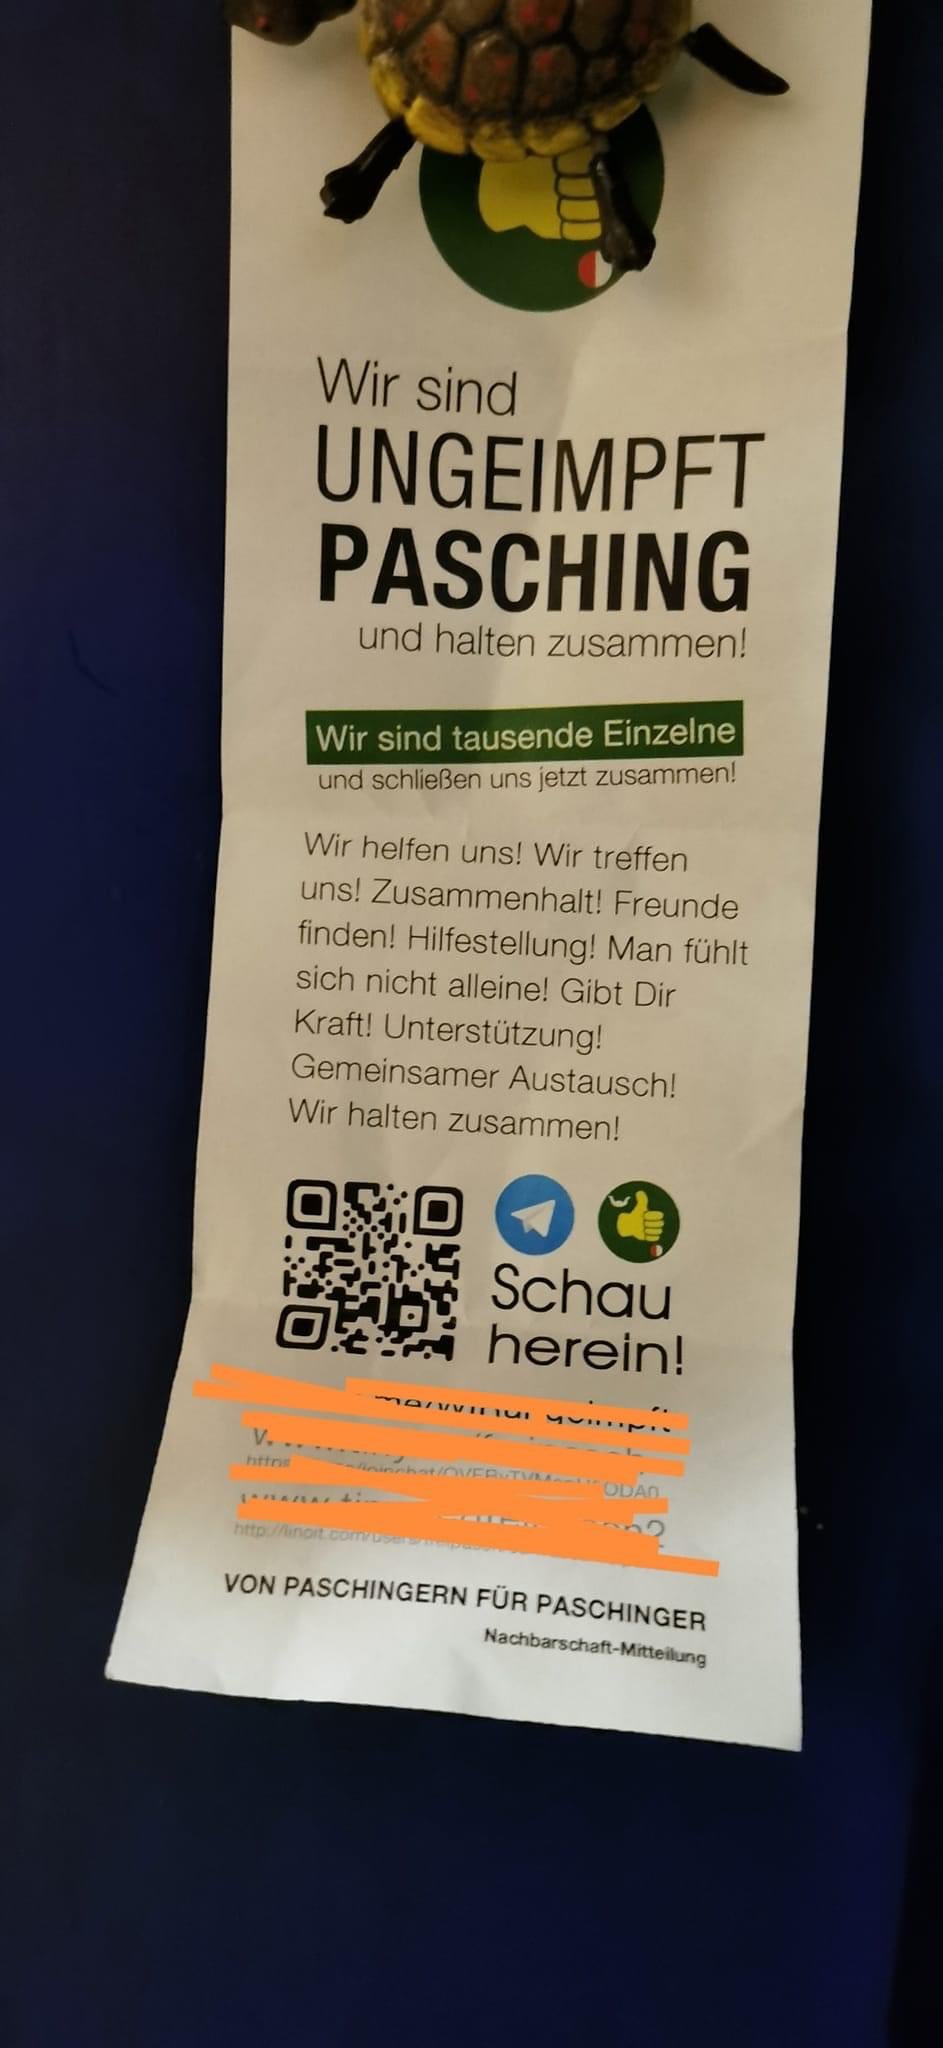 Wir sind
UNGEIMPFT
PASCHING
und halten zusammen!
Wir sind tausende Einzelne
und schließen uns jetzt zusammen!
Wir helfen uns! Wir treffen
uns! Zusammenhalt! Freunde
finden! Hilfestellung! Man fühlt
sich nicht alleine! Gibt Dir
Kraft! Unterstützung!
Gemeinsamer Austausch!
Wir halten zusammen!
Schau
herein!
VON PASCHINGERN FÜR PASCHINGER
Nachbarschaft-Mitteilung